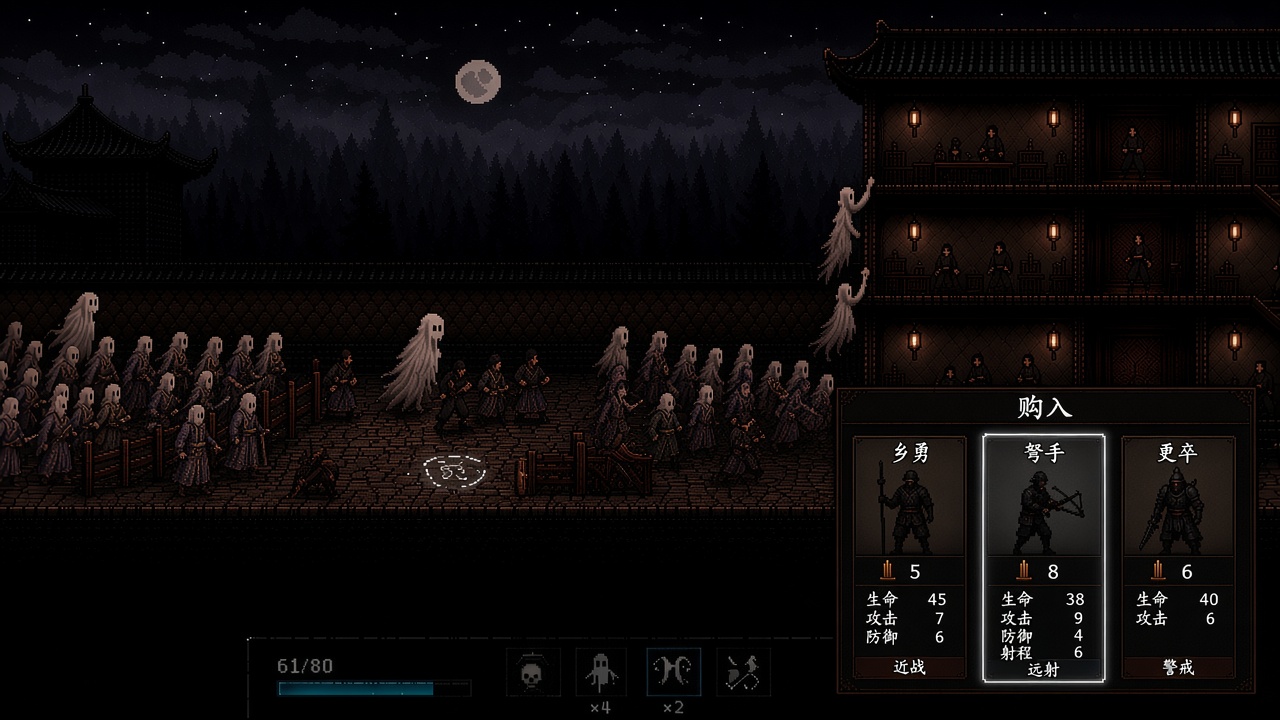 购入
乡勇
弩手
更卒
5
8
6
生命 45
攻击 7
防御 6
近战
生命 38
攻击 9
防御 4
射程 6
远射
生命 40
攻击 6
警戒
61/80
×4
×2